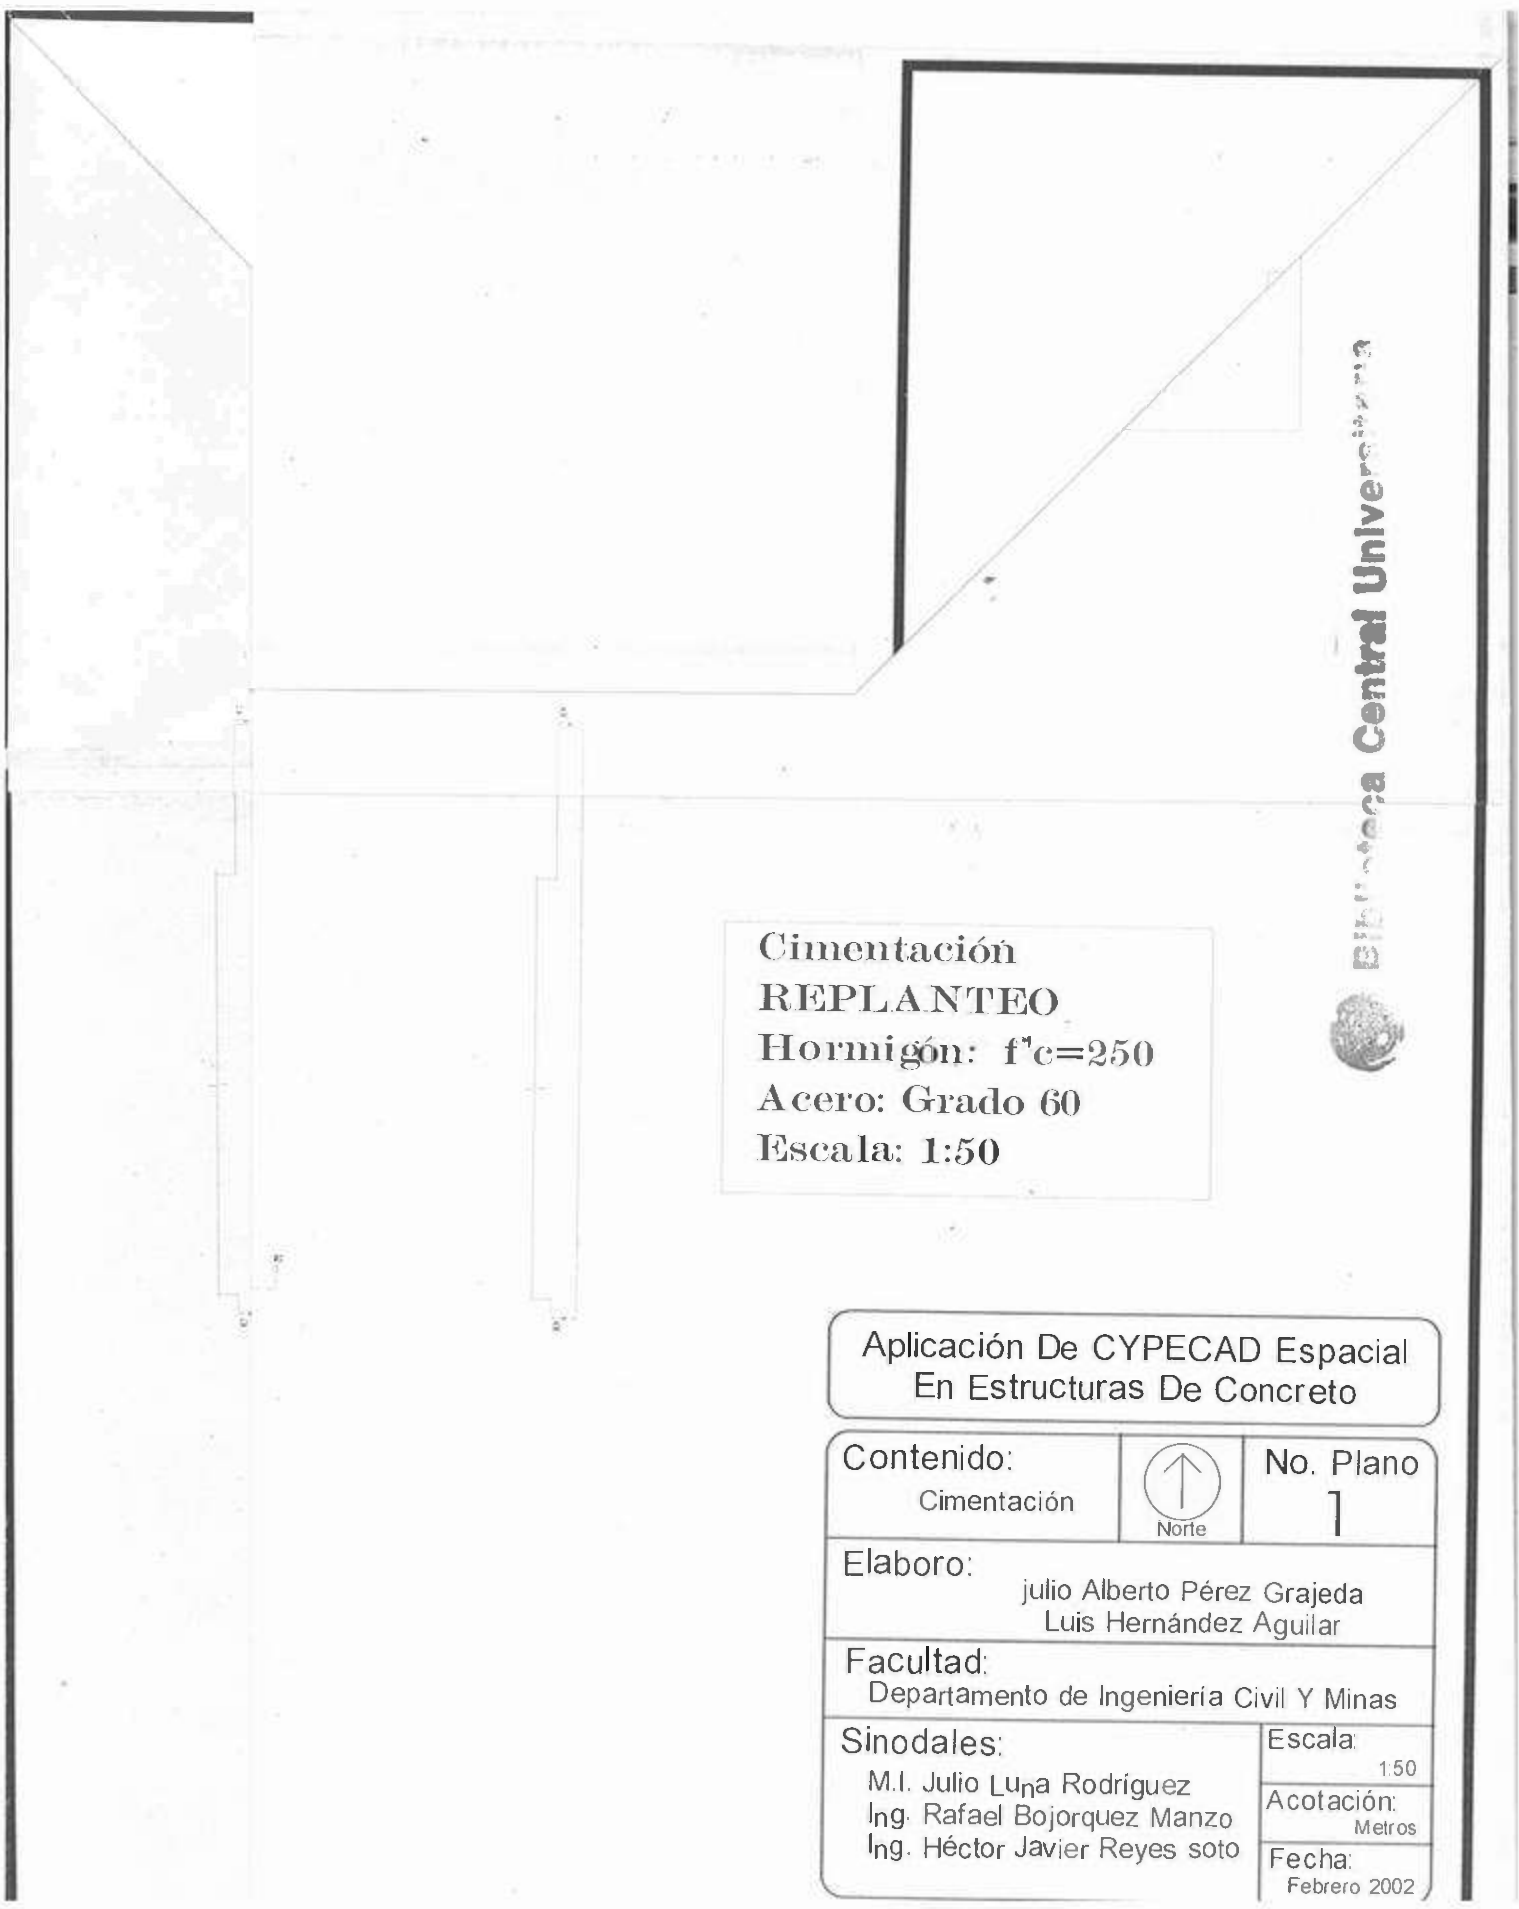 Biblioteca Central Universitaria
Cimentación
REPLANTEO
Hormigón: f'c=250
Acero: Grado 60
Escala: 1:50
Aplicación De CYPECAD Espacial
En Estructuras De Concreto
Contenido:
Cimentación
Norte
No. Plano
1
Elaboro:
julio Alberto Pérez Grajeda
Luis Hernández Aguilar
Facultad:
Departamento de Ingeniería Civil Y Minas
Sinodales:
M.I. Julio Luna Rodríguez
Ing. Rafael Bojorquez Manzo
Ing. Héctor Javier Reyes soto
Escala:
1:50
Acotación:
Metros
Fecha:
Febrero 2002